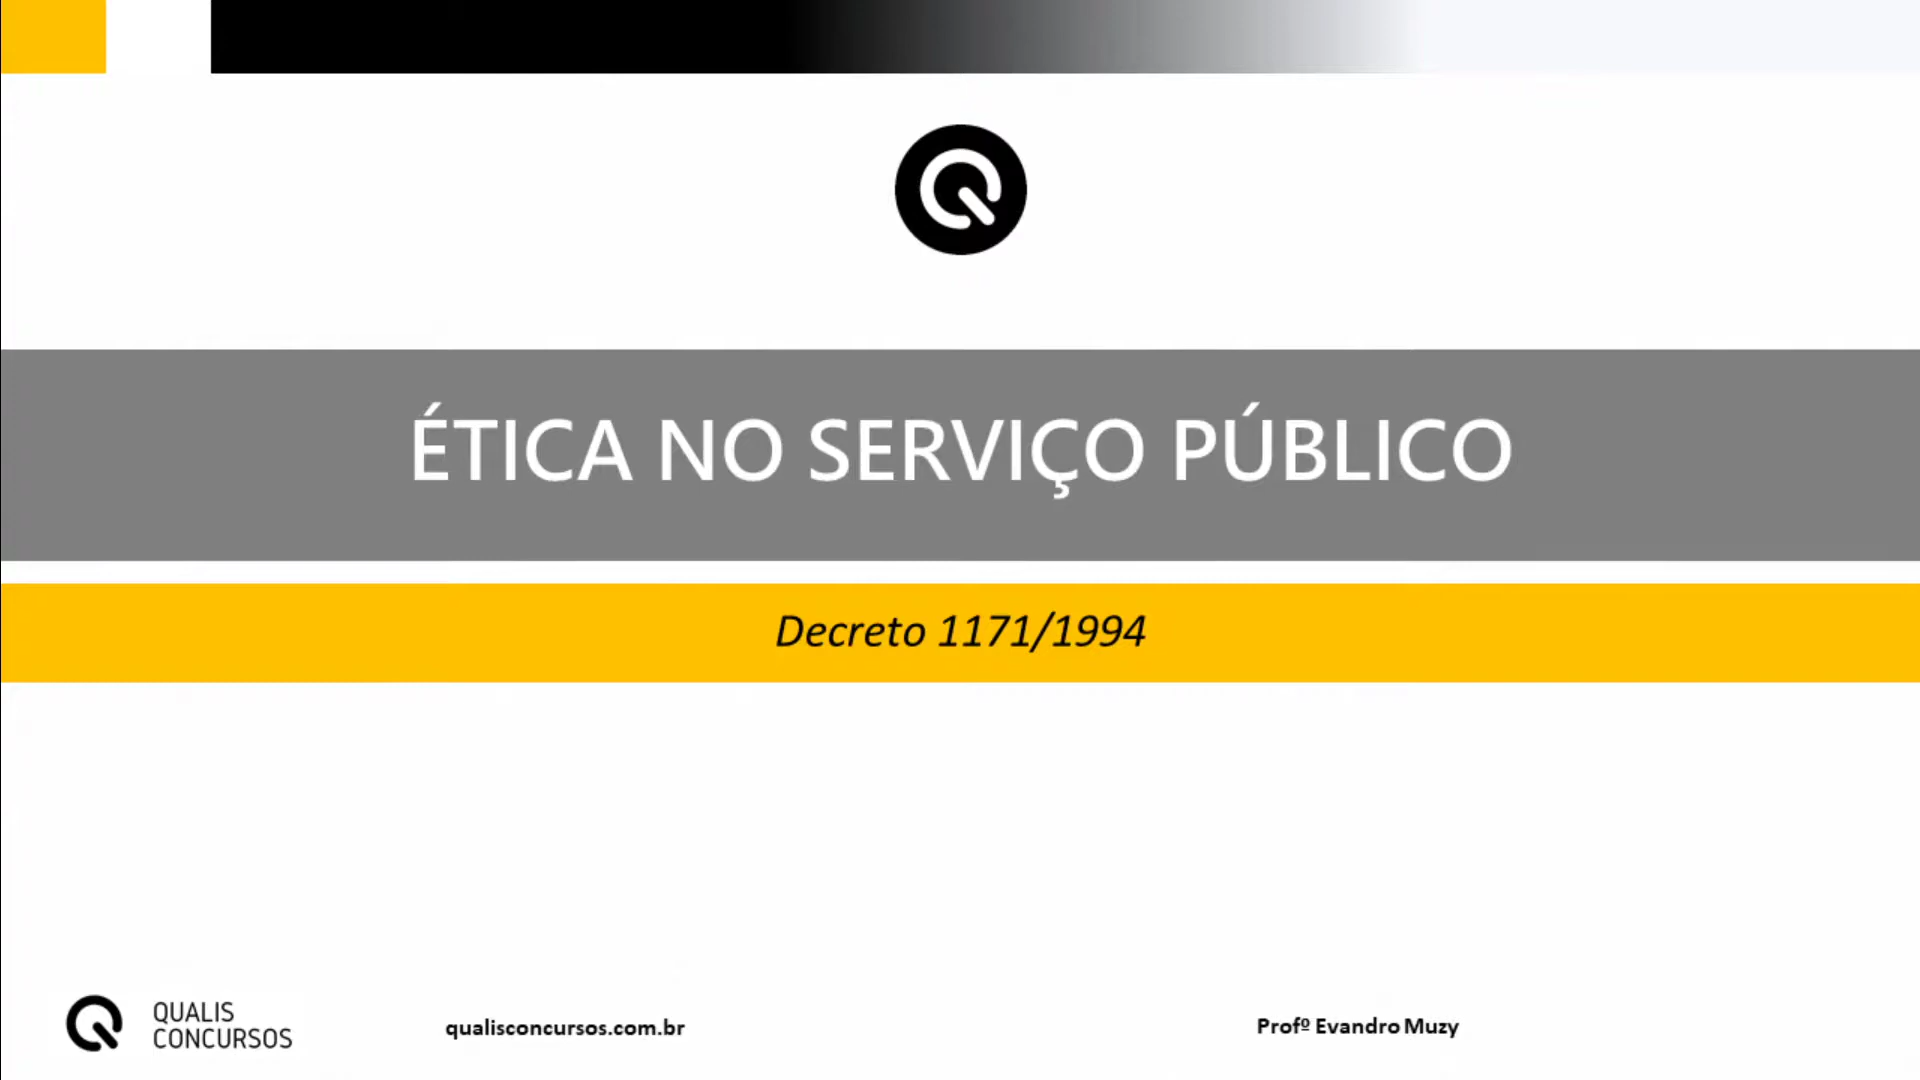 ÉTICA NO SERVIÇO PÚBLICO
Decreto 1171/1994
QUALIS
CONCURSOS
qualisconcursos.com.br
Profº Evandro Muzy